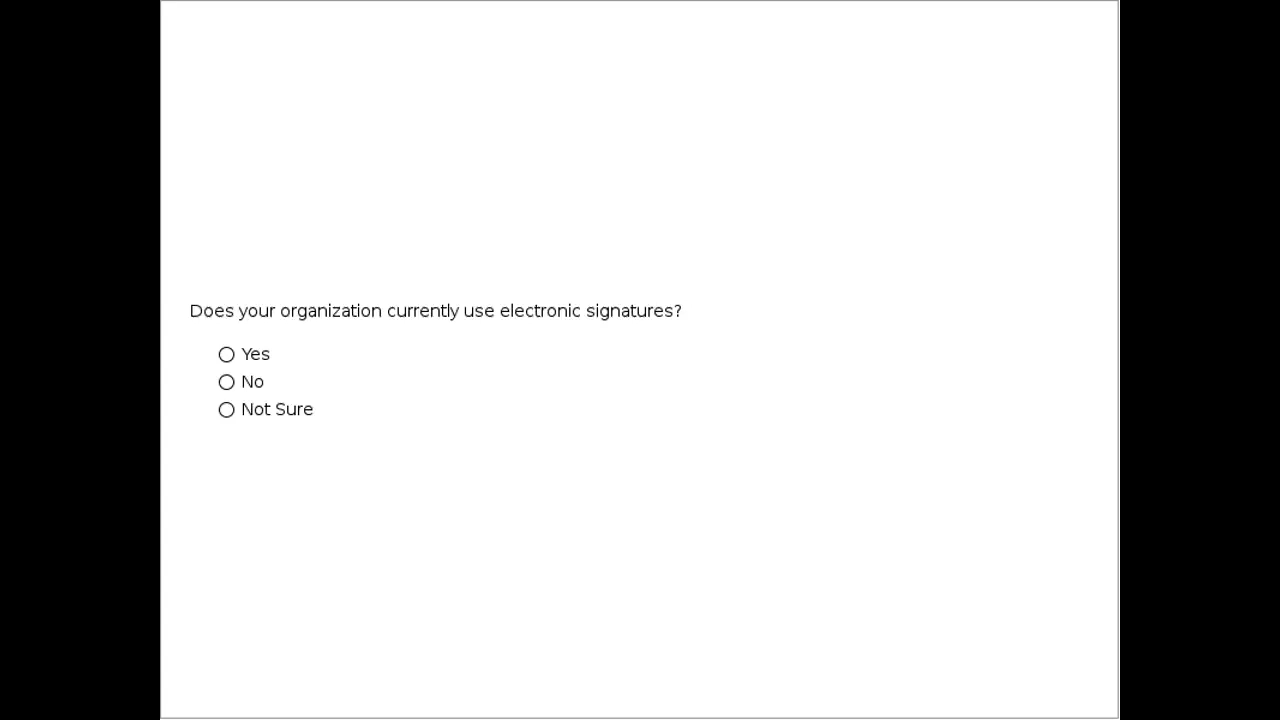 Does your organization currently use electronic signatures?
Yes
No
Not Sure